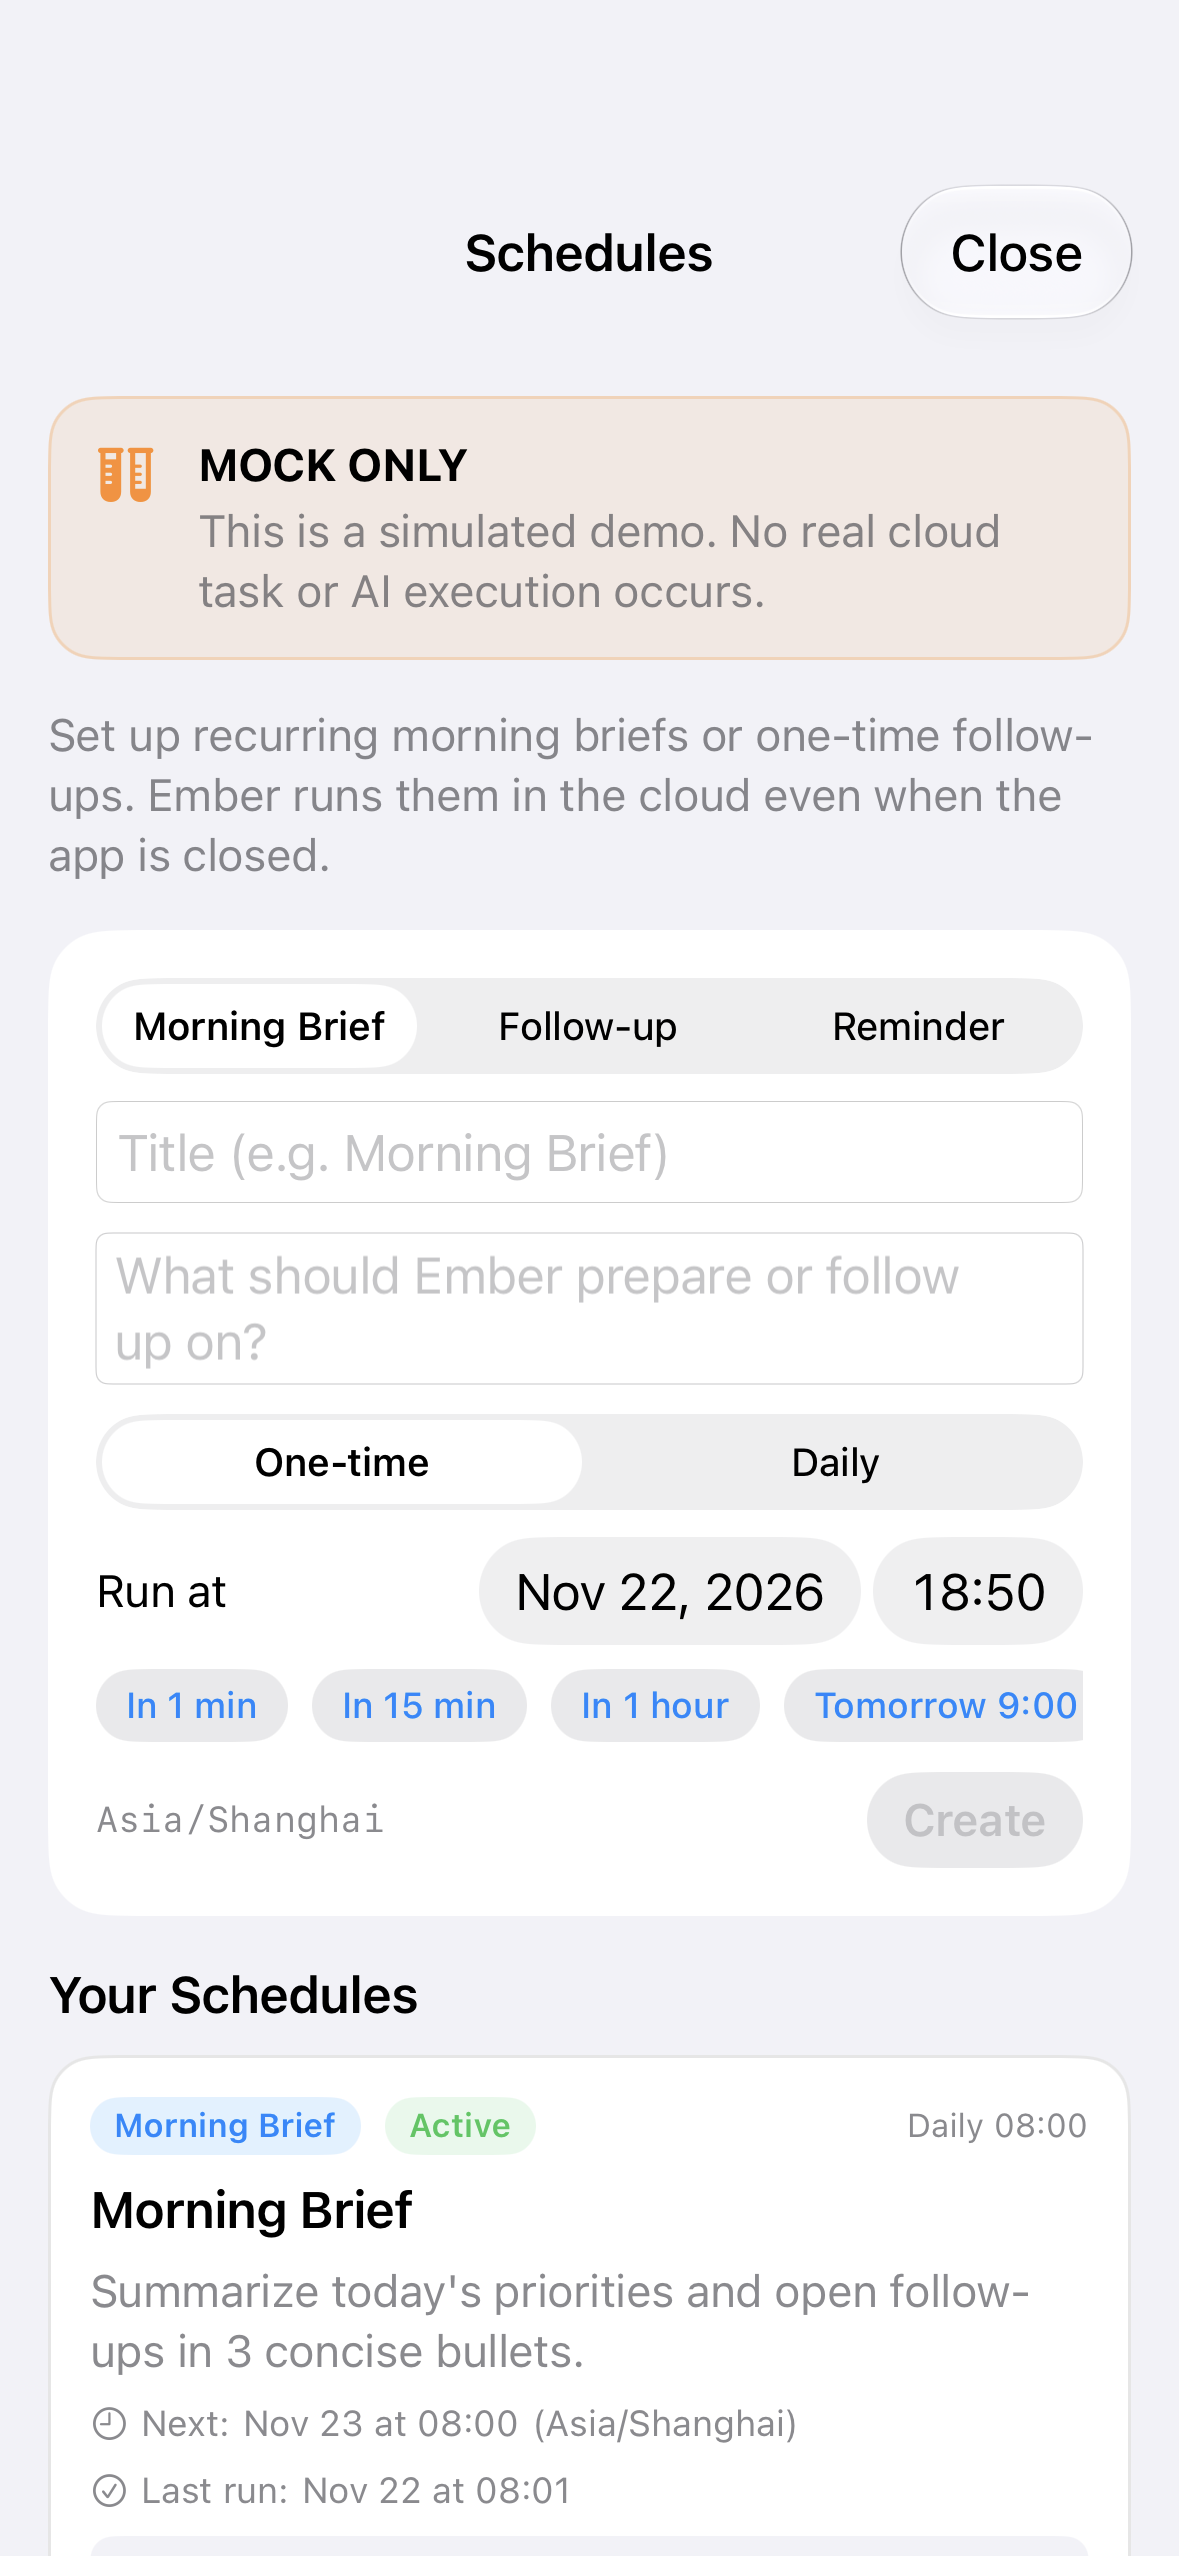 Schedules
Close
MOCK ONLY
This is a simulated demo. No real cloud
task or AI execution occurs.
Set up recurring morning briefs or one-time follow-
ups. Ember runs them in the cloud even when the
app is closed.
Morning Brief
Follow-up
Reminder
Title (e.g. Morning Brief)
What should Ember prepare or follow
up on?
One-time
Daily
Run at
Nov 22, 2026
18:50
In 1 min
In 15 min
In 1 hour
Tomorrow 9:00
Asia/Shanghai
Create
Your Schedules
Morning Brief
Active
Daily 08:00
Morning Brief
Summarize today's priorities and open follow-
ups in 3 concise bullets.
Next: Nov 23 at 08:00 (Asia/Shanghai)
Last run: Nov 22 at 08:01